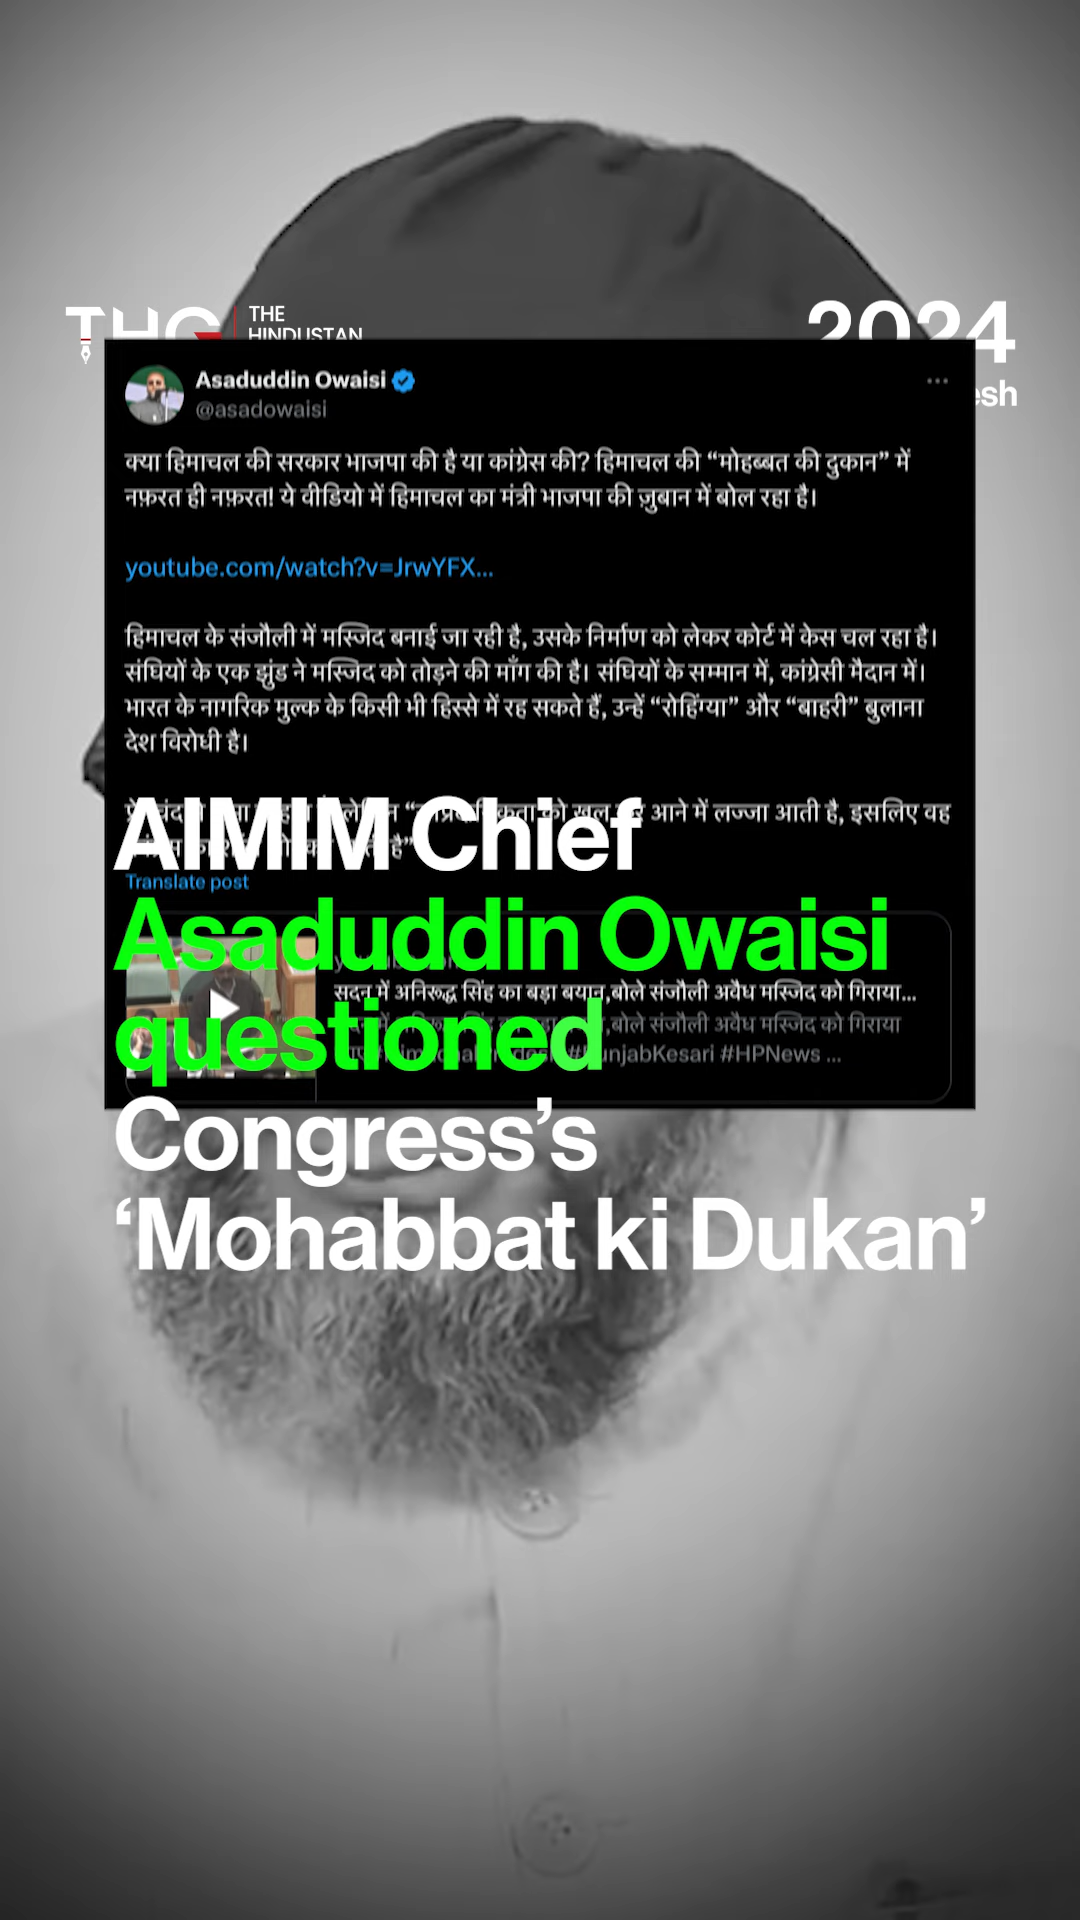 THE
HINDUSTAN
2024
Asaduddin Owaisi
@asadowaisi
क्या हिमाचल की सरकार भाजपा की है या कांग्रेस की? हिमाचल की “मोहब्बत की दुकान” में
नफ़रत ही नफ़रत! ये वीडियो में हिमाचल का मंत्री भाजपा की ज़ुबान में बोल रहा है।
youtube.com/watch?v=JrwYFX...
हिमाचल के संजौली में मस्जिद बनाई जा रही है, उसके निर्माण को लेकर कोर्ट में केस चल रहा है।
संघियों के एक झुंड ने मस्जिद को तोड़ने की माँग की है। संघियों के सम्मान में, कांग्रेसी मैदान में।
भारत के नागरिक मुल्क के किसी भी हिस्से में रह सकते हैं, उन्हें “रोहिंग्या” और “बाहरी” बुलाना
देश विरोधी है।
आने में लज्जा आती है, इसलिए वह
Translate post
AIMIM Chief
Asaduddin Owaisi
questioned
Congress’s
‘Mohabbat ki Dukan’
सदन में अनिरूद्ध सिंह का बड़ा बयान,बोले संजौली अवैध मस्जिद को गिराया...
,बोले संजौली अवैध मस्जिद को गिराया
#HPNews ...